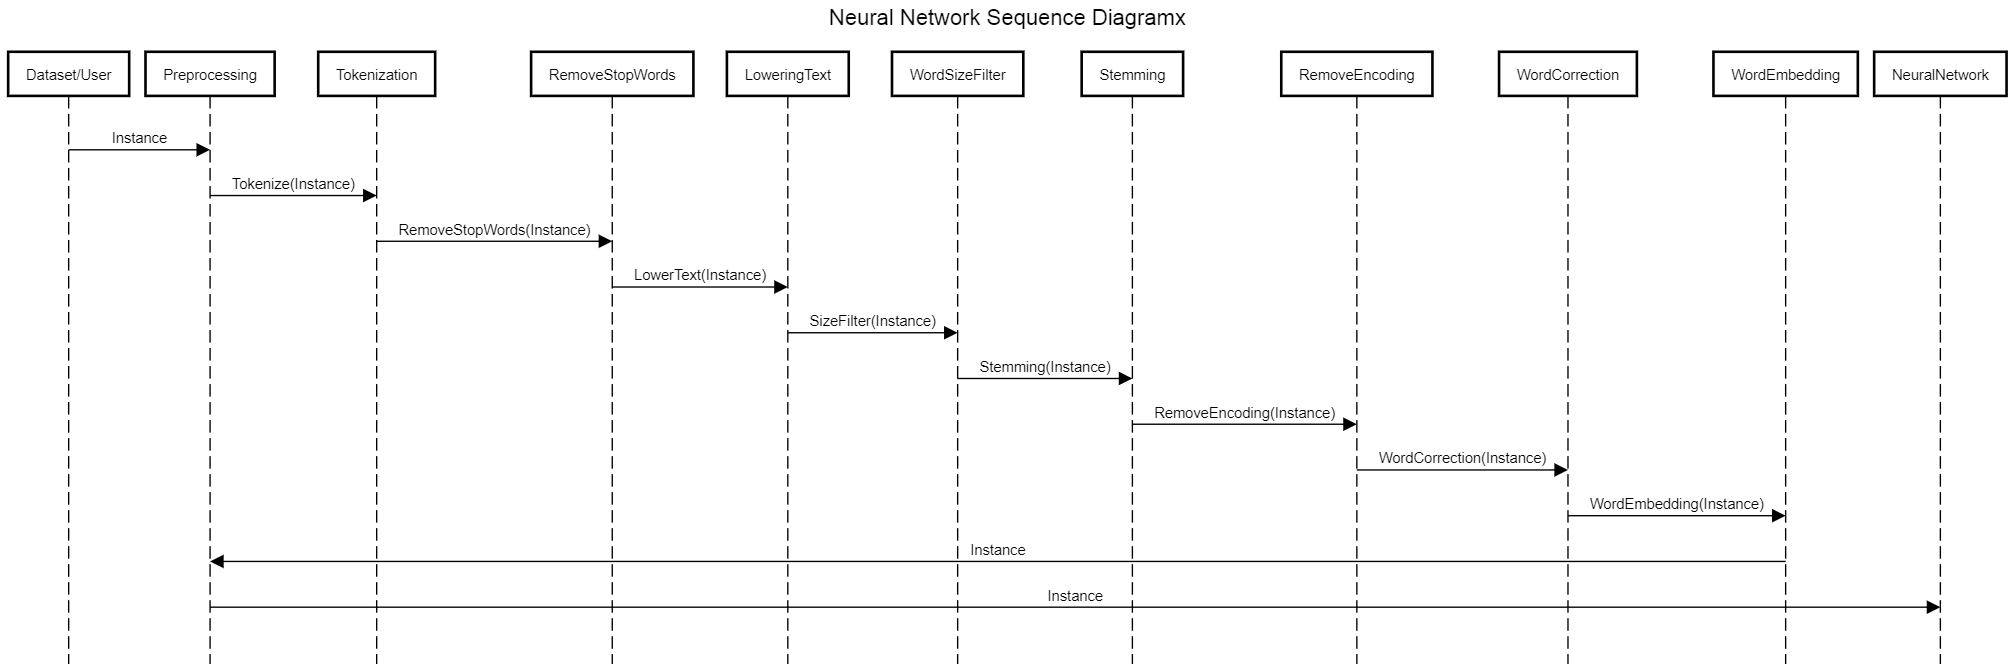 Neural Network Sequence Diagramx
Dataset/User Preprocessing Tokenization RemoveStopWords LoweringText WordSizeFilter Stemming RemoveEncoding WordCorrection WordEmbedding NeuralNetwork
Instance
Tokenize(Instance)
RemoveStopWords(Instance)
LowerText(Instance)
SizeFilter(Instance)
Stemming(Instance)
RemoveEncoding(Instance)
WordCorrection(Instance)
WordEmbedding(Instance)
Instance
Instance